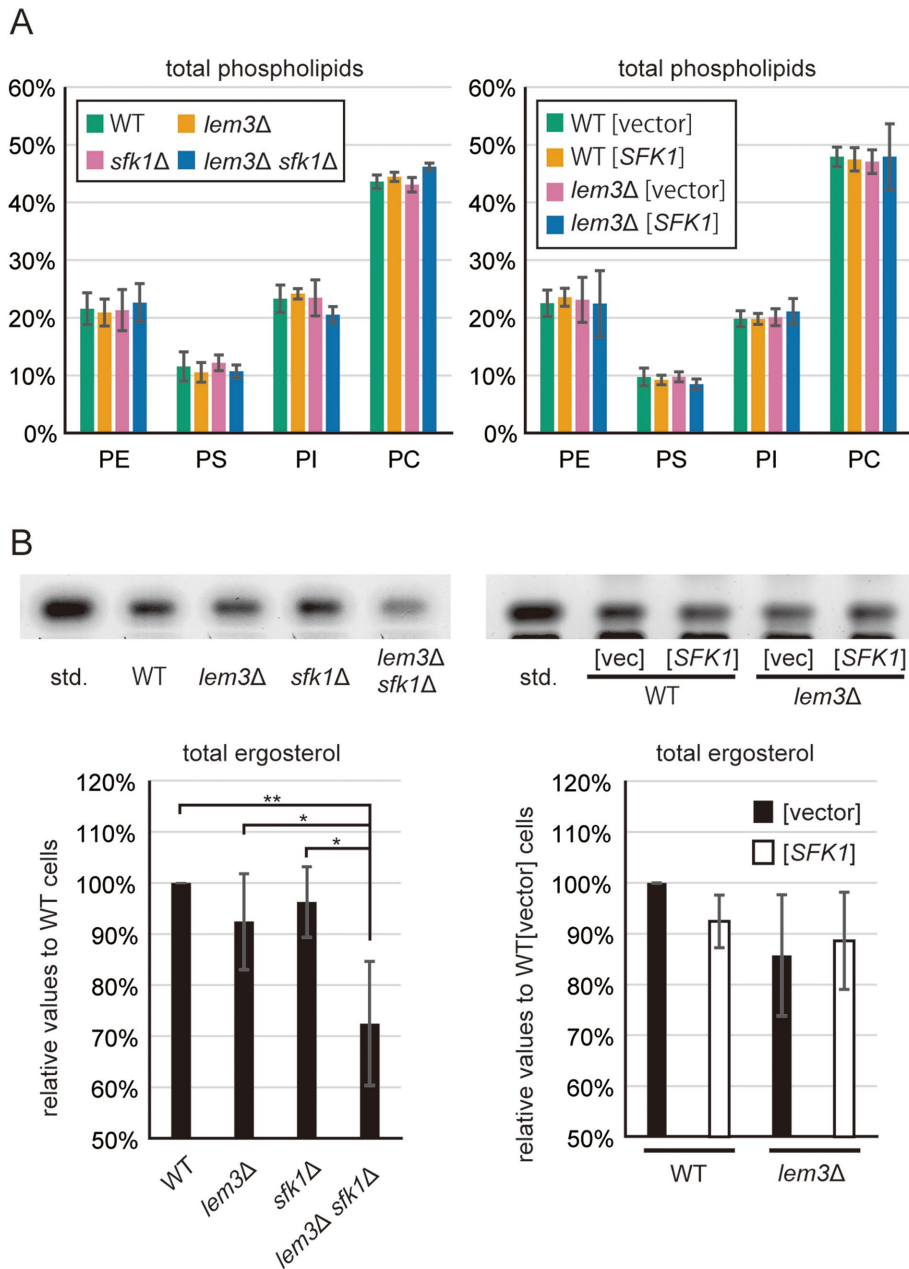 A
total phospholipids
60%
50%
40%
30%
20%
10%
0%
WT
lem3Δ
sfk1Δ
lem3Δ sfk1Δ
PE PS PI PC
total phospholipids
60%
50%
40%
30%
20%
10%
0%
WT [vector]
WT [SFK1]
lem3Δ [vector]
lem3Δ [SFK1]
PE PS PI PC
B
std. WT lem3Δ sfk1Δ lem3Δ
sfk1Δ
[vec] [SFK1] [vec] [SFK1]
std. WT lem3Δ
total ergosterol
relative values to WT cells
120%
110%
100%
90%
80%
70%
60%
50%
**
*
*
WT
lem3Δ
sfk1Δ
lem3Δ sfk1Δ
total ergosterol
relative values to WT[vector] cells
120%
110%
100%
90%
80%
70%
60%
50%
[vector]
[SFK1]
WT lem3Δ